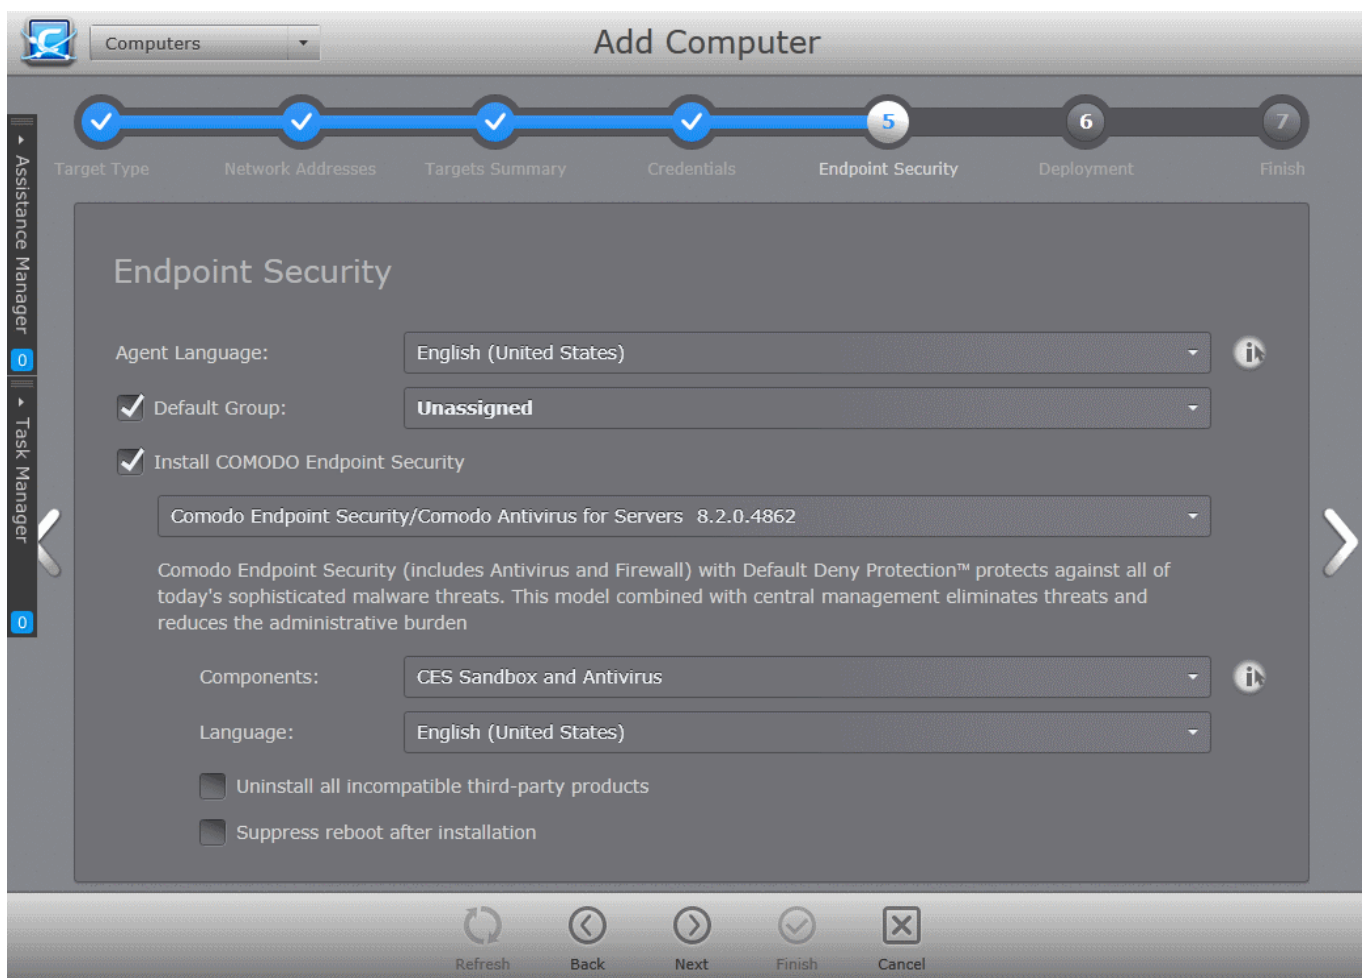 Computers
Add Computer
5
6
7
Target Type
Network Addresses
Targets Summary
Credentials
Endpoint Security
Deployment
Finish
Assistance Manager
0
Task Manager
0
Endpoint Security
Agent Language:
English (United States)
Default Group:
Unassigned
Install COMODO Endpoint Security
Comodo Endpoint Security/Comodo Antivirus for Servers 8.2.0.4862
Comodo Endpoint Security (includes Antivirus and Firewall) with Default Deny Protection™ protects against all of
today's sophisticated malware threats. This model combined with central management eliminates threats and
reduces the administrative burden
Components:
CES Sandbox and Antivirus
Language:
English (United States)
Uninstall all incompatible third-party products
Suppress reboot after installation
Refresh
Back
Next
Finish
Cancel